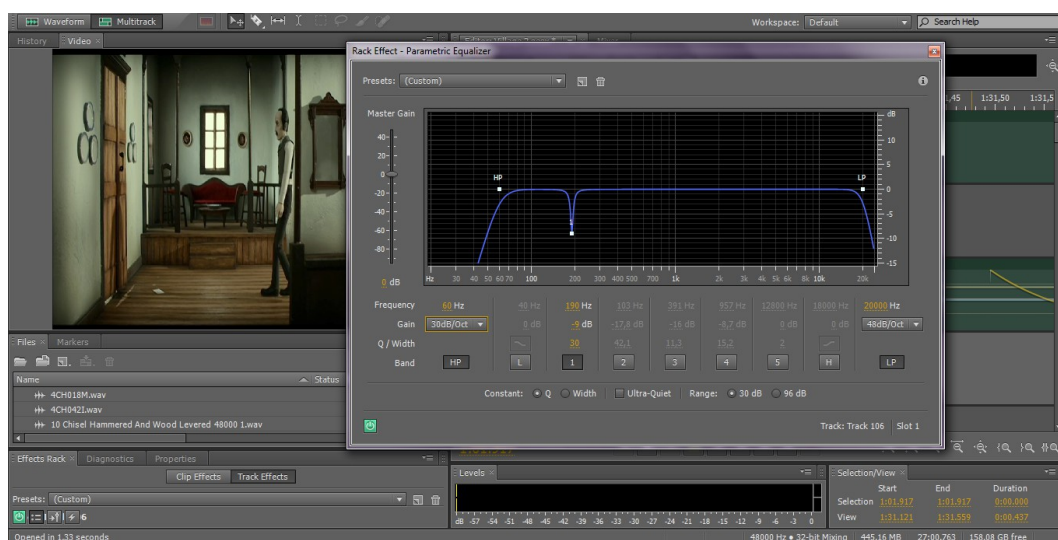 Waveform Multitrack Workspace: Default Search Help
History Video
Rack Effect - Parametric Equalizer
Presets: (Custom)
Master Gain dB
40 20 0 -20 -40 -60 -80
0 dB
HP LP
1
10 5 0 -5 -10 -15
Hz 30 40 50 60 70 100 200 300 400 500 700 1k 2k 3k 4k 5k 6k 8k 10k 20k
1,45 1:31,50 1:31,5
Frequency 60 Hz 40 Hz 190 Hz 103 Hz 391 Hz 957 Hz 12800 Hz 18000 Hz 20000 Hz
Gain 30dB/Oct 0 dB -9 dB -17,8 dB -16 dB -8,7 dB 0 dB 0 dB 48dB/Oct
Q / Width 30 42,1 11,3 15,2 2
Band HP L 1 2 3 4 5 H LP
Constant: Q Width Ultra-Quiet Range: 30 dB 96 dB
Track: Track 106 Slot 1
Files Markers
Name Status
4CH018M.wav
4CH042I.wav
10 Chisel Hammered And Wood Levered 48000 1.wav
Effects Rack Diagnostics Properties
Clip Effects Track Effects
Presets: (Custom)
Levels
dB -57 -54 -51 -48 -45 -42 -39 -36 -33 -30 -27 -24 -21 -18 -15 -12 -9 -6 -3 0
Selection/View
Start End Duration
Selection 1:01.917 1:01.917 0:00.000
View 1:31.121 1:31.559 0:00.437
Opened in 1,33 seconds
48000 Hz • 32-bit Mixing 445,16 MB 27:00,763 158,08 GB free